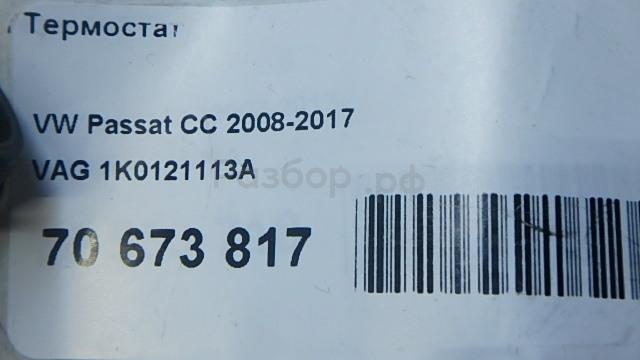 Термостат
VW Passat CC 2008-2017
VAG 1K0121113A
Разбор.рф
70 673 817